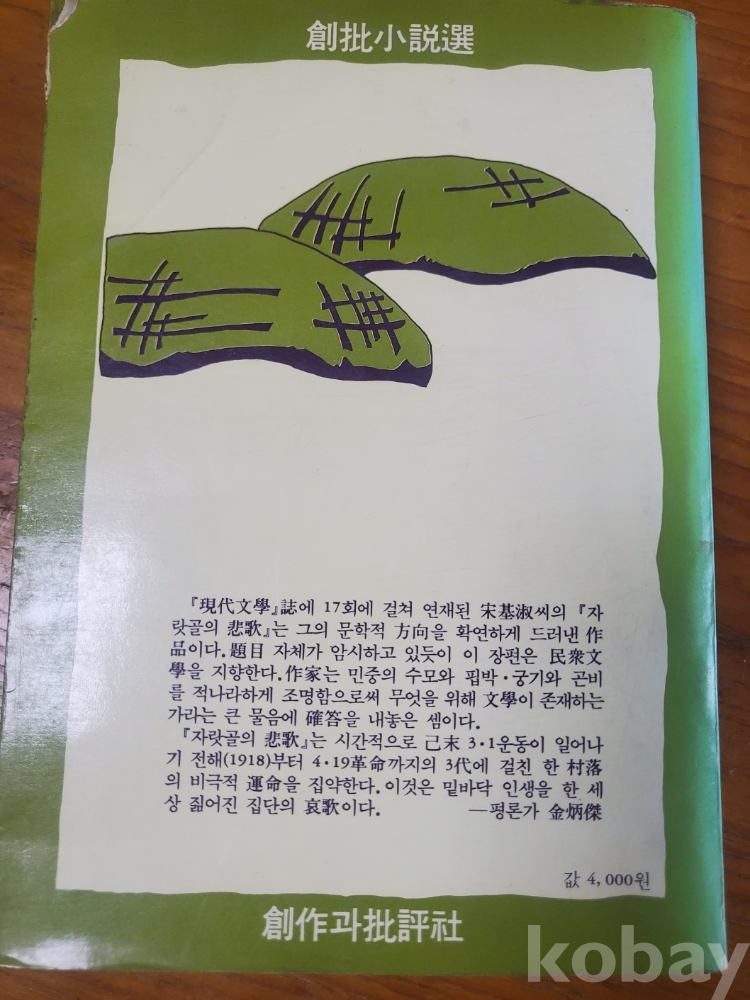 創批小説選
『現代文學』誌에 17회에 걸쳐 연재된 宋基淑씨의 『자
랏골의 悲歌』는 그의 문학적 方向을 확연하게 드러낸 作
品이다. 題目 자체가 암시하고 있듯이 이 장편은 民衆文
學을 지향한다. 作家는 민중의 수모와 핍박·궁기와 곤비
를 적나라하게 조명함으로써 무엇을 위해 文學이 존재하는
가라는 큰 물음에 確答을 내놓은 셈이다.
『자랏골의 悲歌』는 시간적으로 己未 3·1운동이 일어나
기 전해(1918)부터 4·19革命까지의 3代에 걸친 한 村落
의 비극적 運命을 집약한다. 이것은 밑바닥 인생을 한 세
상 짊어진 집단의 哀歌이다. ―평론가 金炳傑
값 4,000원
創作과批評社
kobay